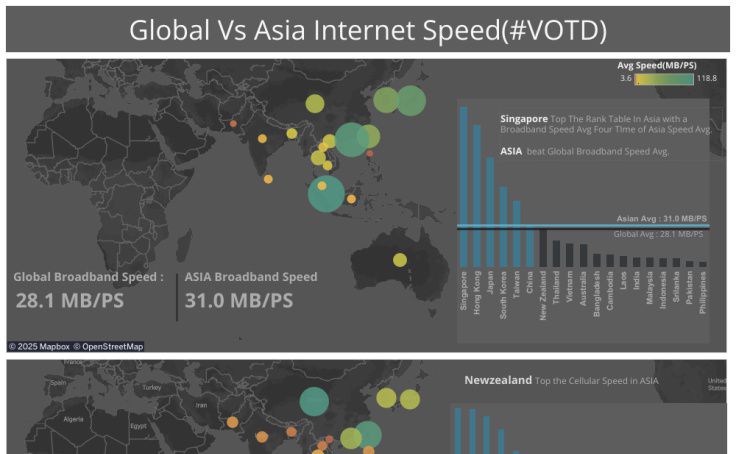 Global Vs Asia Internet Speed(#VOTD)
Avg Speed(MB/PS)
3.6 118.8
Singapore Top The Rank Table In Asia with a
Broadband Speed Avg Four TIme of Asia Speed Avg.
ASIA beat Global Broadband Speed Avg.
Asian Avg : 31.0 MB/PS
Global Avg : 28.1 MB/PS
Global Broadband Speed :
28.1 MB/PS
ASIA Broadband Speed
31.0 MB/PS
Singapore
Hong Kong
Japan
South Korea
Taiwan
China
New Zealand
Thailand
Vietnam
Australia
Bangladesh
Cambodia
Laos
India
Malaysia
Indonesia
Srilanka
Pakistan
Philippines
© 2025 Mapbox © OpenStreetMap
France
Spain
Turkey
Iran
Algeria
Egypt
Newzealand Top the Cellular Speed in ASIA
United
States